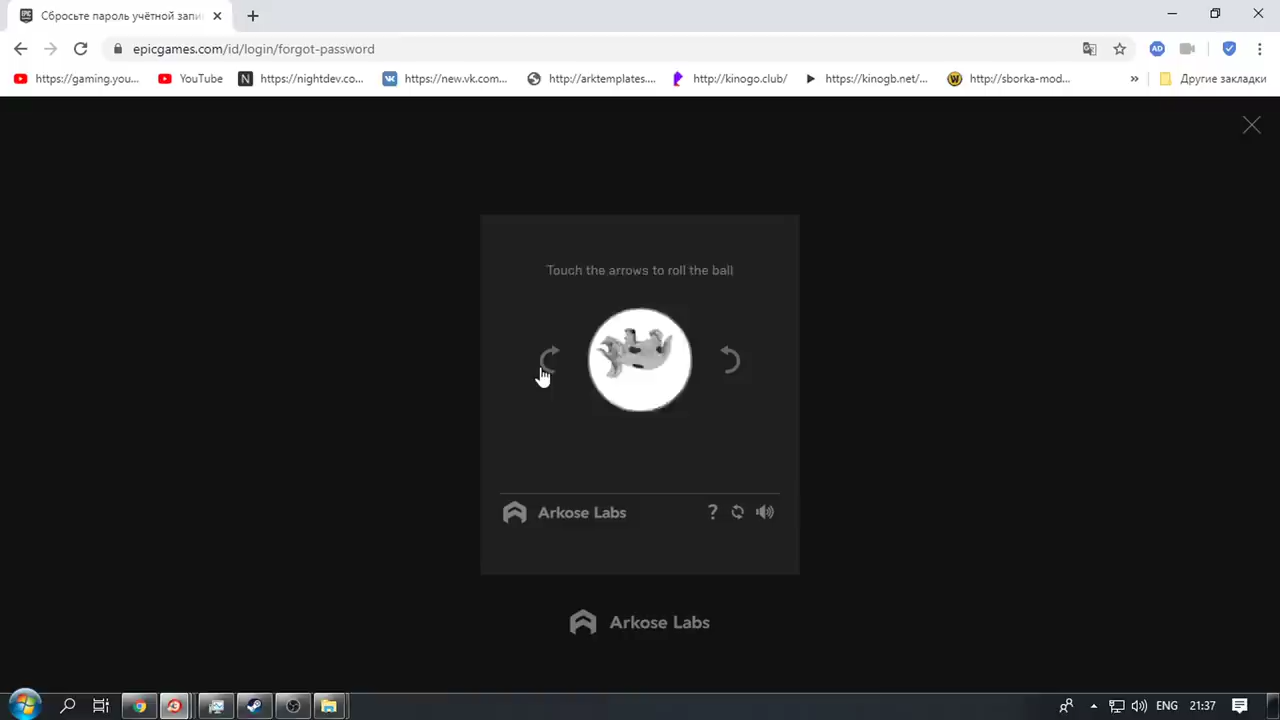 Сбросьте пароль учётной запи
epicgames.com/id/login/forgot-password
AD
https://gaming.you...
YouTube
https://nightdev.co...
https://new.vk.com...
http://arktemplates....
http://kinogo.club/
https://kinogb.net/...
http://sborka-mod...
»
Другие закладки
Touch the arrows to roll the ball
Arkose Labs
?
Arkose Labs
ENG
21:37